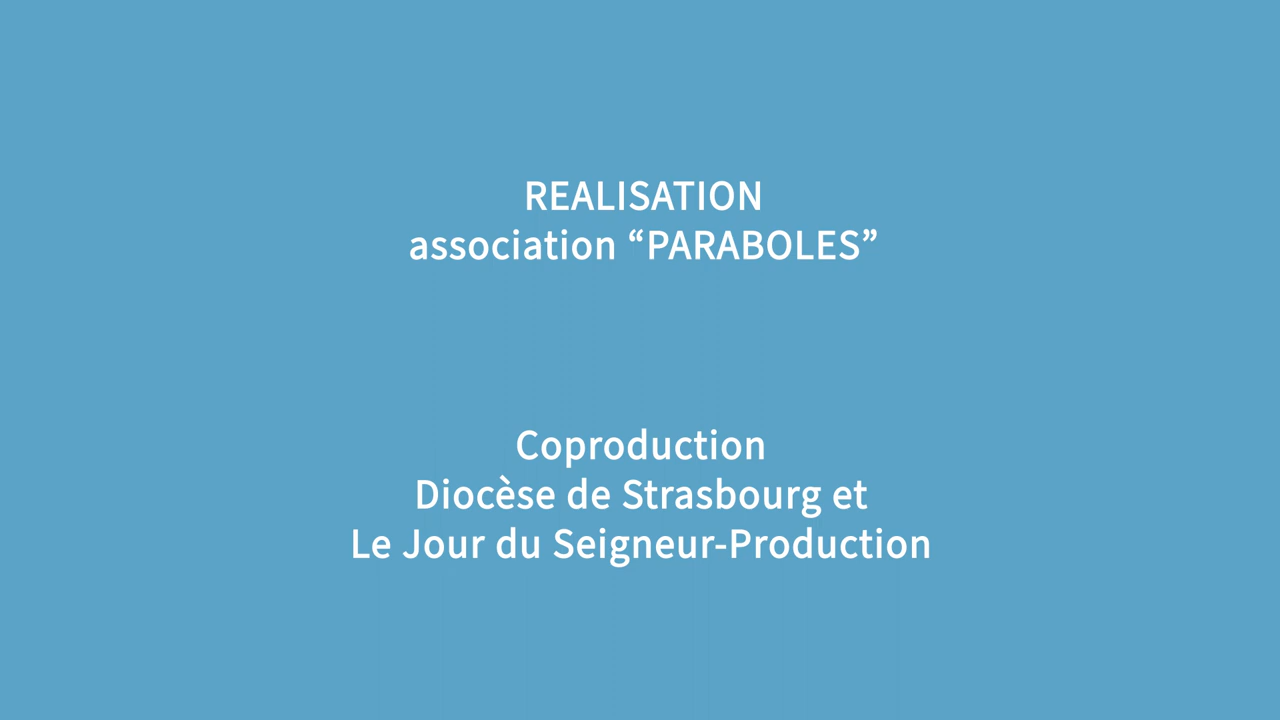 REALISATION
association “PARABOLES”
Coproduction
Diocèse de Strasbourg et
Le Jour du Seigneur-Production